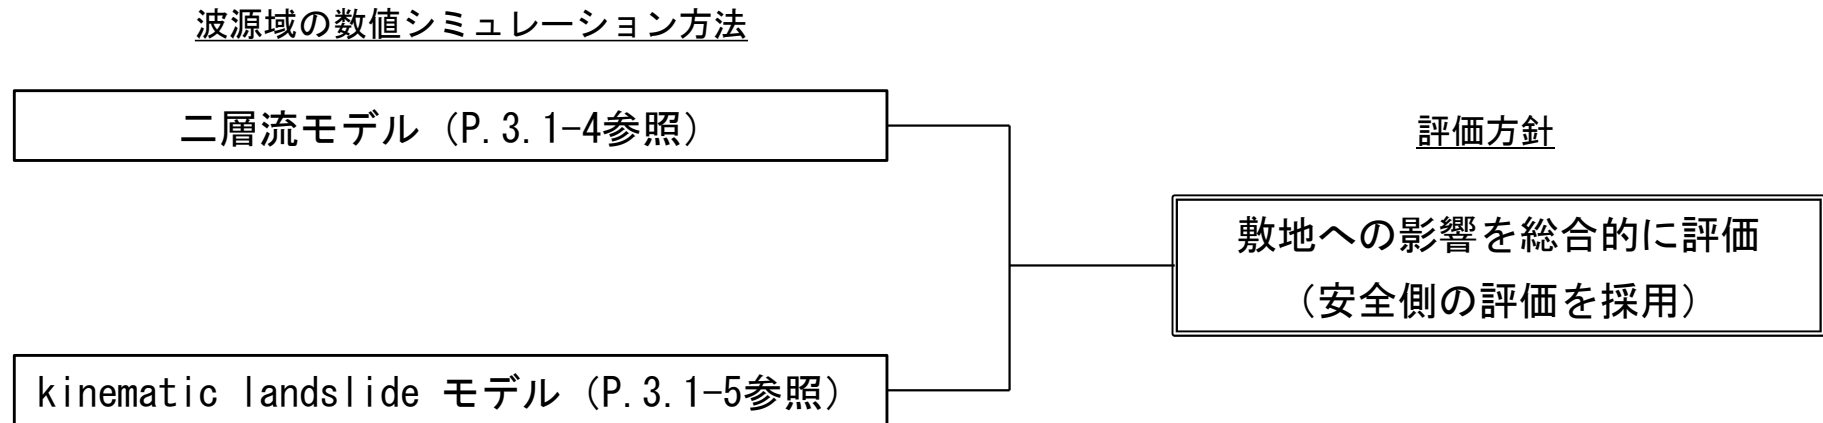 波源域の数値シミュレーション方法
二層流モデル（P.3.1-4参照）
kinematic landslide モデル（P.3.1-5参照）
評価方針
敷地への影響を総合的に評価
（安全側の評価を採用）